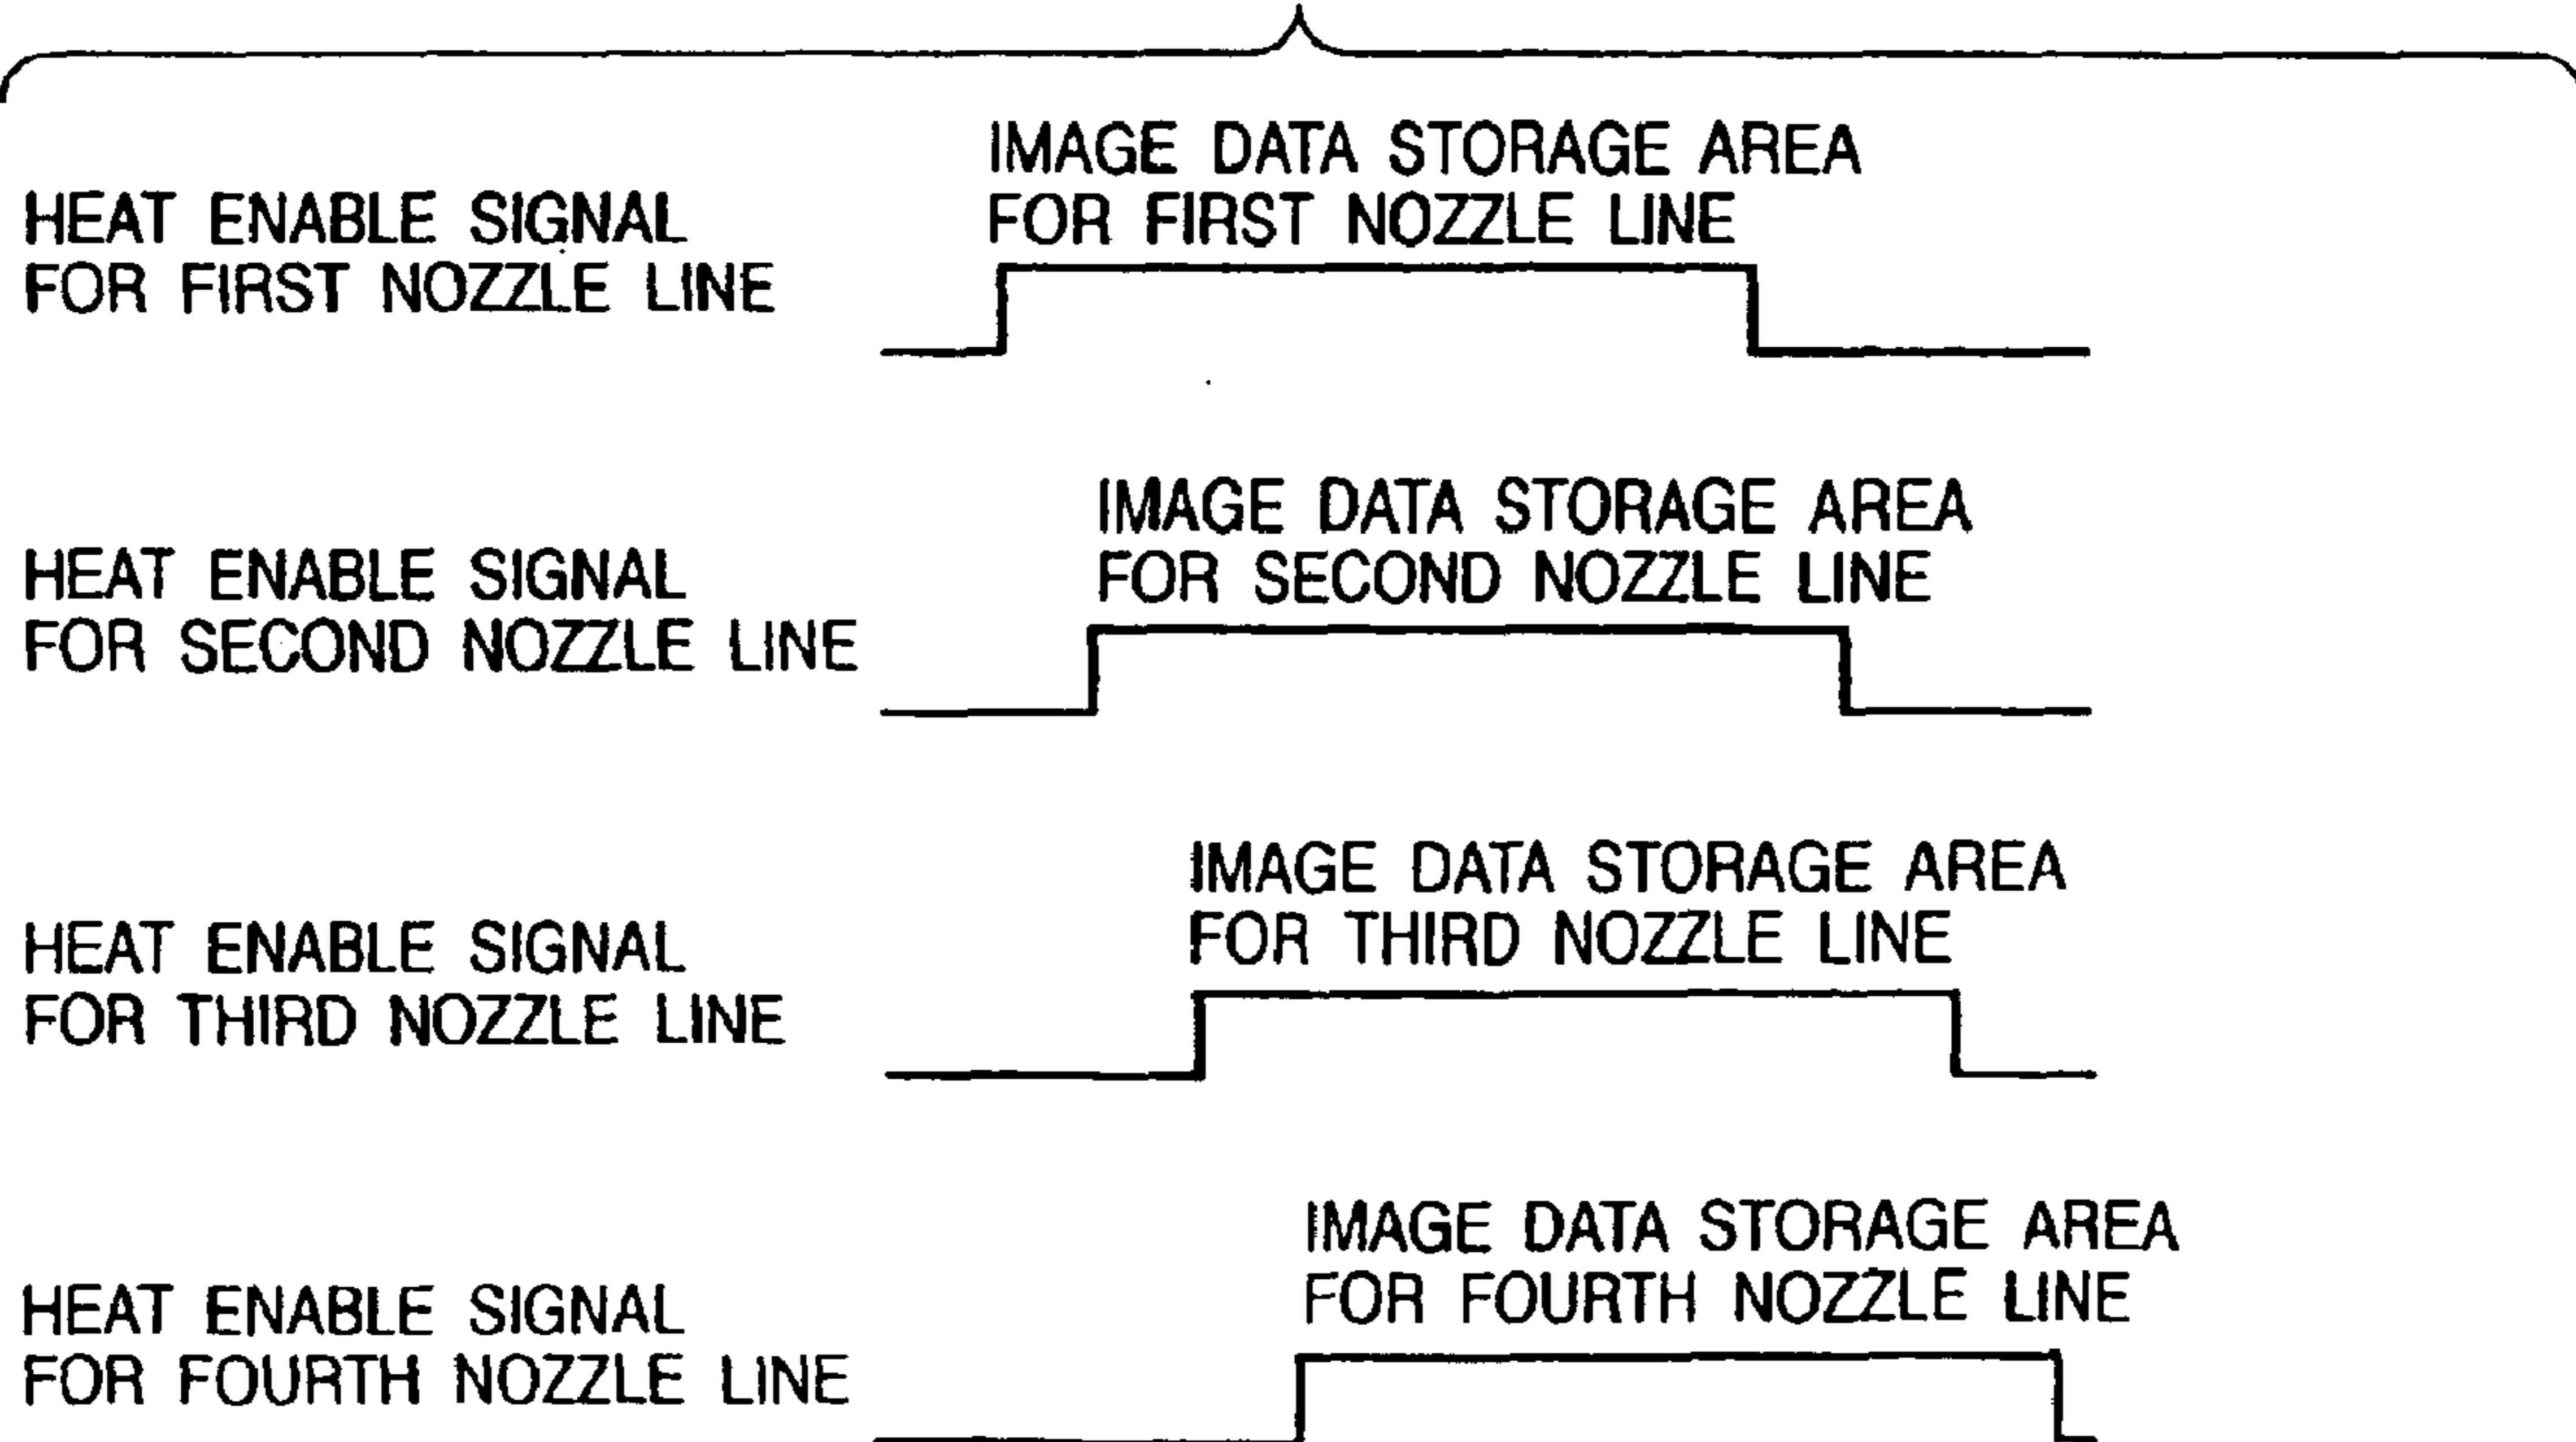 IMAGE DATA STORAGE AREA
FOR FIRST NOZZLE LINE
HEAT ENABLE SIGNAL
FOR FIRST NOZZLE LINE
IMAGE DATA STORAGE AREA
FOR SECOND NOZZLE LINE
HEAT ENABLE SIGNAL
FOR SECOND NOZZLE LINE
IMAGE DATA STORAGE AREA
FOR THIRD NOZZLE LINE
HEAT ENABLE SIGNAL
FOR THIRD NOZZLE LINE
IMAGE DATA STORAGE AREA
FOR FOURTH NOZZLE LINE
HEAT ENABLE SIGNAL
FOR FOURTH NOZZLE LINE